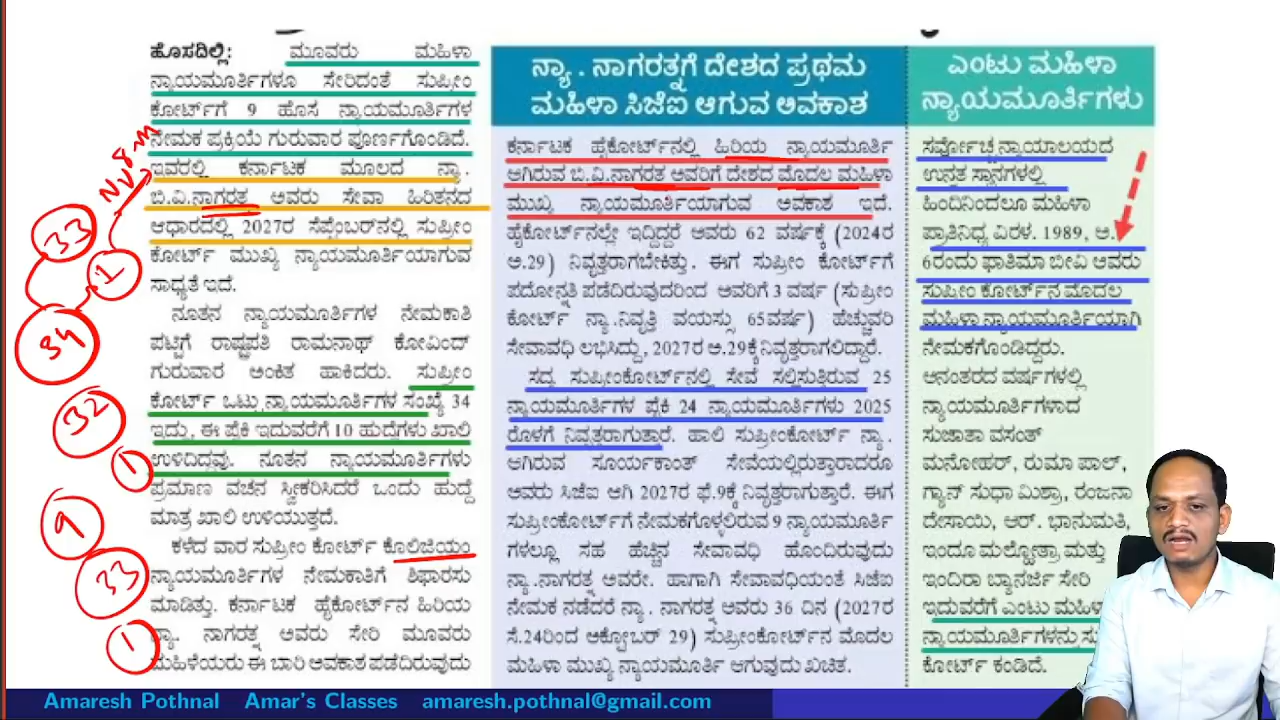 ಹೊಸದಿಲ್ಲಿ: ಮೂವರು ಮಹಿಳಾ
ನ್ಯಾಯಮೂರ್ತಿಗಳೂ ಸೇರಿದಂತೆ ಸುಪ್ರೀಂ
ಕೋರ್ಟ್‌ಗೆ 9 ಹೊಸ ನ್ಯಾಯಮೂರ್ತಿಗಳ
ನೇಮಕ ಪ್ರಕ್ರಿಯೆ ಗುರುವಾರ ಪೂರ್ಣಗೊಂಡಿದೆ.
ಇವರಲ್ಲಿ ಕರ್ನಾಟಕ ಮೂಲದ ನ್ಯಾ.
ಬಿ.ವಿ.ನಾಗರತ್ನ ಅವರು ಸೇವಾ ಹಿರಿತನದ
ಆಧಾರದಲ್ಲಿ 2027ರ ಸೆಪ್ಟೆಂಬರ್‌ನಲ್ಲಿ ಸುಪ್ರೀಂ
ಕೋರ್ಟ್ ಮುಖ್ಯ ನ್ಯಾಯಮೂರ್ತಿಯಾಗುವ
ಸಾಧ್ಯತೆ ಇದೆ.
ನೂತನ ನ್ಯಾಯಮೂರ್ತಿಗಳ ನೇಮಕಾತಿ
ಪಟ್ಟಿಗೆ ರಾಷ್ಟ್ರಪತಿ ರಾಮನಾಥ್ ಕೋವಿಂದ್
ಗುರುವಾರ ಅಂಕಿತ ಹಾಕಿದರು. ಸುಪ್ರೀಂ
ಕೋರ್ಟ್ ಒಟ್ಟು ನ್ಯಾಯಮೂರ್ತಿಗಳ ಸಂಖ್ಯೆ 34
ಇದ್ದು, ಈ ಪೈಕಿ ಇದುವರೆಗೆ 10 ಹುದ್ದೆಗಳು ಖಾಲಿ
ಉಳಿದಿದ್ದವು. ನೂತನ ನ್ಯಾಯಮೂರ್ತಿಗಳು
ಪ್ರಮಾಣ ವಚನ ಸ್ವೀಕರಿಸಿದರೆ ಒಂದು ಹುದ್ದೆ
ಮಾತ್ರ ಖಾಲಿ ಉಳಿಯುತ್ತದೆ.
ಕಳೆದ ವಾರ ಸುಪ್ರೀಂ ಕೋರ್ಟ್ ಕೊಲಿಜಿಯಂ
ನ್ಯಾಯಮೂರ್ತಿಗಳ ನೇಮಕಾತಿಗೆ ಶಿಫಾರಸು
ಮಾಡಿತ್ತು. ಕರ್ನಾಟಕ ಹೈಕೋರ್ಟ್‌ನ ಹಿರಿಯ
ನ್ಯಾ. ನಾಗರತ್ನ ಅವರು ಸೇರಿ ಮೂವರು
ಮಹಿಳೆಯರು ಈ ಬಾರಿ ಅವಕಾಶ ಪಡೆದಿರುವುದು
33
1
34
32
1
9
33
1
ನ್ಯಾ. ನಾಗರತ್ನಗೆ ದೇಶದ ಪ್ರಥಮ
ಮಹಿಳಾ ಸಿಜೆಐ ಆಗುವ ಅವಕಾಶ
ಕರ್ನಾಟಕ ಹೈಕೋರ್ಟ್‌ನಲ್ಲಿ ಹಿರಿಯ ನ್ಯಾಯಮೂರ್ತಿ
ಆಗಿರುವ ಬಿ.ವಿ.ನಾಗರತ್ನ ಅವರಿಗೆ ದೇಶದ ಮೊದಲ ಮಹಿಳಾ
ಮುಖ್ಯ ನ್ಯಾಯಮೂರ್ತಿಯಾಗುವ ಅವಕಾಶ ಇದೆ.
ಹೈಕೋರ್ಟ್‌ನಲ್ಲೇ ಇದ್ದಿದ್ದರೆ ಅವರು 62 ವರ್ಷಕ್ಕೆ (2024ರ
ಅ.29) ನಿವೃತ್ತರಾಗಬೇಕಿತ್ತು. ಈಗ ಸುಪ್ರೀಂ ಕೋರ್ಟ್‌ಗೆ
ಪದೋನ್ನತಿ ಪಡೆದಿರುವುದರಿಂದ ಅವರಿಗೆ 3 ವರ್ಷ (ಸುಪ್ರೀಂ
ಕೋರ್ಟ್ ನ್ಯಾ.ನಿವೃತ್ತಿ ವಯಸ್ಸು 65ವರ್ಷ) ಹೆಚ್ಚುವರಿ
ಸೇವಾವಧಿ ಲಭಿಸಿದ್ದು, 2027ರ ಅ.29ಕ್ಕೆ ನಿವೃತ್ತರಾಗಲಿದ್ದಾರೆ.
ಸದ್ಯ ಸುಪ್ರೀಂಕೋರ್ಟ್‌ನಲ್ಲಿ ಸೇವೆ ಸಲ್ಲಿಸುತ್ತಿರುವ 25
ನ್ಯಾಯಮೂರ್ತಿಗಳ ಪೈಕಿ 24 ನ್ಯಾಯಮೂರ್ತಿಗಳು 2025
ರೊಳಗೆ ನಿವೃತ್ತರಾಗುತ್ತಾರೆ. ಹಾಲಿ ಸುಪ್ರೀಂಕೋರ್ಟ್ ನ್ಯಾ.
ಆಗಿರುವ ಸೂರ್ಯಕಾಂತ್ ಸೇವೆಯಲ್ಲಿರುತ್ತಾರಾದರೂ
ಅವರು ಸಿಜೆಐ ಆಗಿ 2027ರ ಫೆ.9ಕ್ಕೆ ನಿವೃತ್ತರಾಗುತ್ತಾರೆ. ಈಗ
ಸುಪ್ರೀಂಕೋರ್ಟ್‌ಗೆ ನೇಮಕಗೊಳ್ಳಲಿರುವ 9 ನ್ಯಾಯಮೂರ್ತಿ
ಗಳಲ್ಲೂ ಸಹ ಹೆಚ್ಚಿನ ಸೇವಾವಧಿ ಹೊಂದಿರುವುದು
ನ್ಯಾ.ನಾಗರತ್ನ ಅವರೇ. ಹಾಗಾಗಿ ಸೇವಾವಧಿಯಂತೆ ಸಿಜೆಐ
ನೇಮಕ ನಡೆದರೆ ನ್ಯಾ. ನಾಗರತ್ನ ಅವರು 36 ದಿನ (2027ರ
ಸೆ.24ರಿಂದ ಅಕ್ಟೋಬರ್ 29) ಸುಪ್ರೀಂಕೋರ್ಟ್‌ನ ಮೊದಲ
ಮಹಿಳಾ ಮುಖ್ಯ ನ್ಯಾಯಮೂರ್ತಿ ಆಗುವುದು ಖಚಿತ.
ಎಂಟು ಮಹಿಳಾ
ನ್ಯಾಯಮೂರ್ತಿಗಳು
ಸರ್ವೋಚ್ಚ ನ್ಯಾಯಾಲಯದ
ಉನ್ನತ ಸ್ಥಾನಗಳಲ್ಲಿ
ಹಿಂದಿನಿಂದಲೂ ಮಹಿಳಾ
ಪ್ರಾತಿನಿಧ್ಯ ವಿರಳ. 1989, ಅ.
6ರಂದು ಫಾತಿಮಾ ಬೀವಿ ಅವರು
ಸುಪ್ರೀಂ ಕೋರ್ಟ್‌ನ ಮೊದಲ
ಮಹಿಳಾ ನ್ಯಾಯಮೂರ್ತಿಯಾಗಿ
ನೇಮಕಗೊಂಡಿದ್ದರು.
ಆನಂತರದ ವರ್ಷಗಳಲ್ಲಿ
ನ್ಯಾಯಮೂರ್ತಿಗಳಾದ
ಸುಜಾತಾ ವಸಂತ್
ಮನೋಹರ್, ರುಮಾ ಪಾಲ್,
ಗ್ಯಾನ್ ಸುಧಾ ಮಿಶ್ರಾ, ರಂಜನಾ
ದೇಸಾಯಿ, ಆರ್. ಭಾನುಮತಿ,
ಇಂದೂ ಮಲ್ಹೋತ್ರಾ ಮತ್ತು
ಇಂದಿರಾ ಬ್ಯಾನರ್ಜಿ ಸೇರಿ
ಇದುವರೆಗೆ ಎಂಟು ಮಹಿಳಾ
ನ್ಯಾಯಮೂರ್ತಿಗಳನ್ನು
ಕೋರ್ಟ್ ಕಂಡಿದೆ.
Amaresh Pothnal Amar's Classes amaresh.pothnal@gmail.com